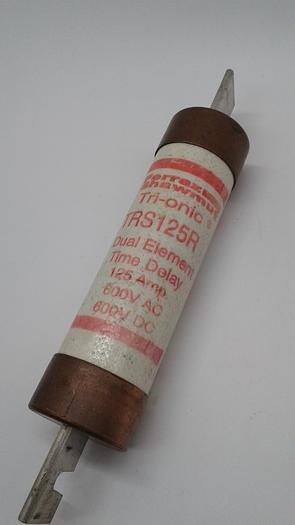 Ferraz
Shawmut
Tri-onic®
TRS125R
Dual Element
Time Delay
125 Amp
600V AC
600V DC